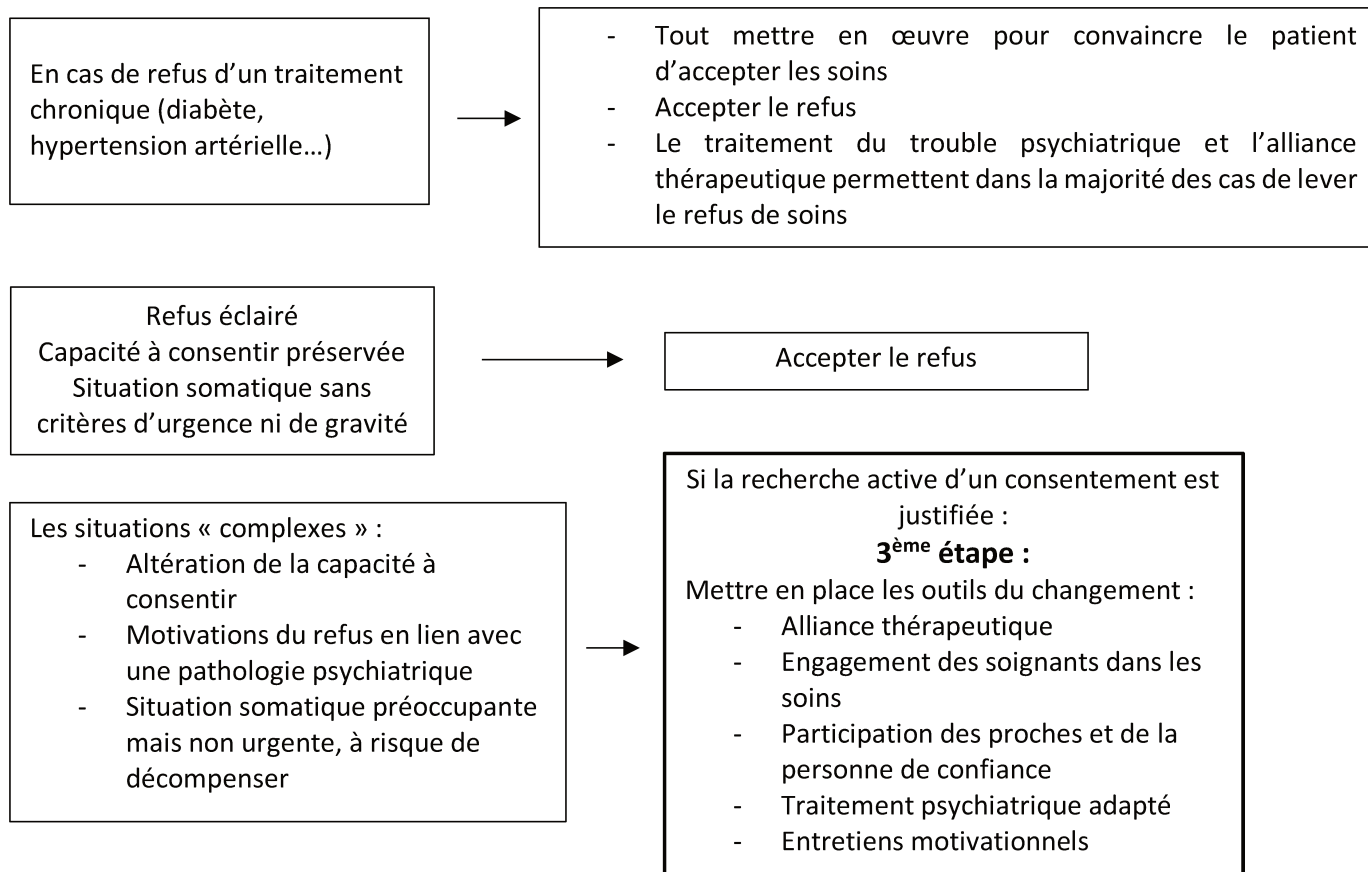 En cas de refus d’un traitement
chronique (diabète,
hypertension artérielle…)
- Tout mettre en œuvre pour convaincre le patient
d’accepter les soins
- Accepter le refus
- Le traitement du trouble psychiatrique et l’alliance
thérapeutique permettent dans la majorité des cas de lever
le refus de soins
Refus éclairé
Capacité à consentir préservée
Situation somatique sans
critères d’urgence ni de gravité
Accepter le refus
Les situations « complexes » :
- Altération de la capacité à
consentir
- Motivations du refus en lien avec
une pathologie psychiatrique
- Situation somatique préoccupante
mais non urgente, à risque de
décompenser
Si la recherche active d’un consentement est
justifiée :
3ème étape :
Mettre en place les outils du changement :
- Alliance thérapeutique
- Engagement des soignants dans les
soins
- Participation des proches et de la
personne de confiance
- Traitement psychiatrique adapté
- Entretiens motivationnels